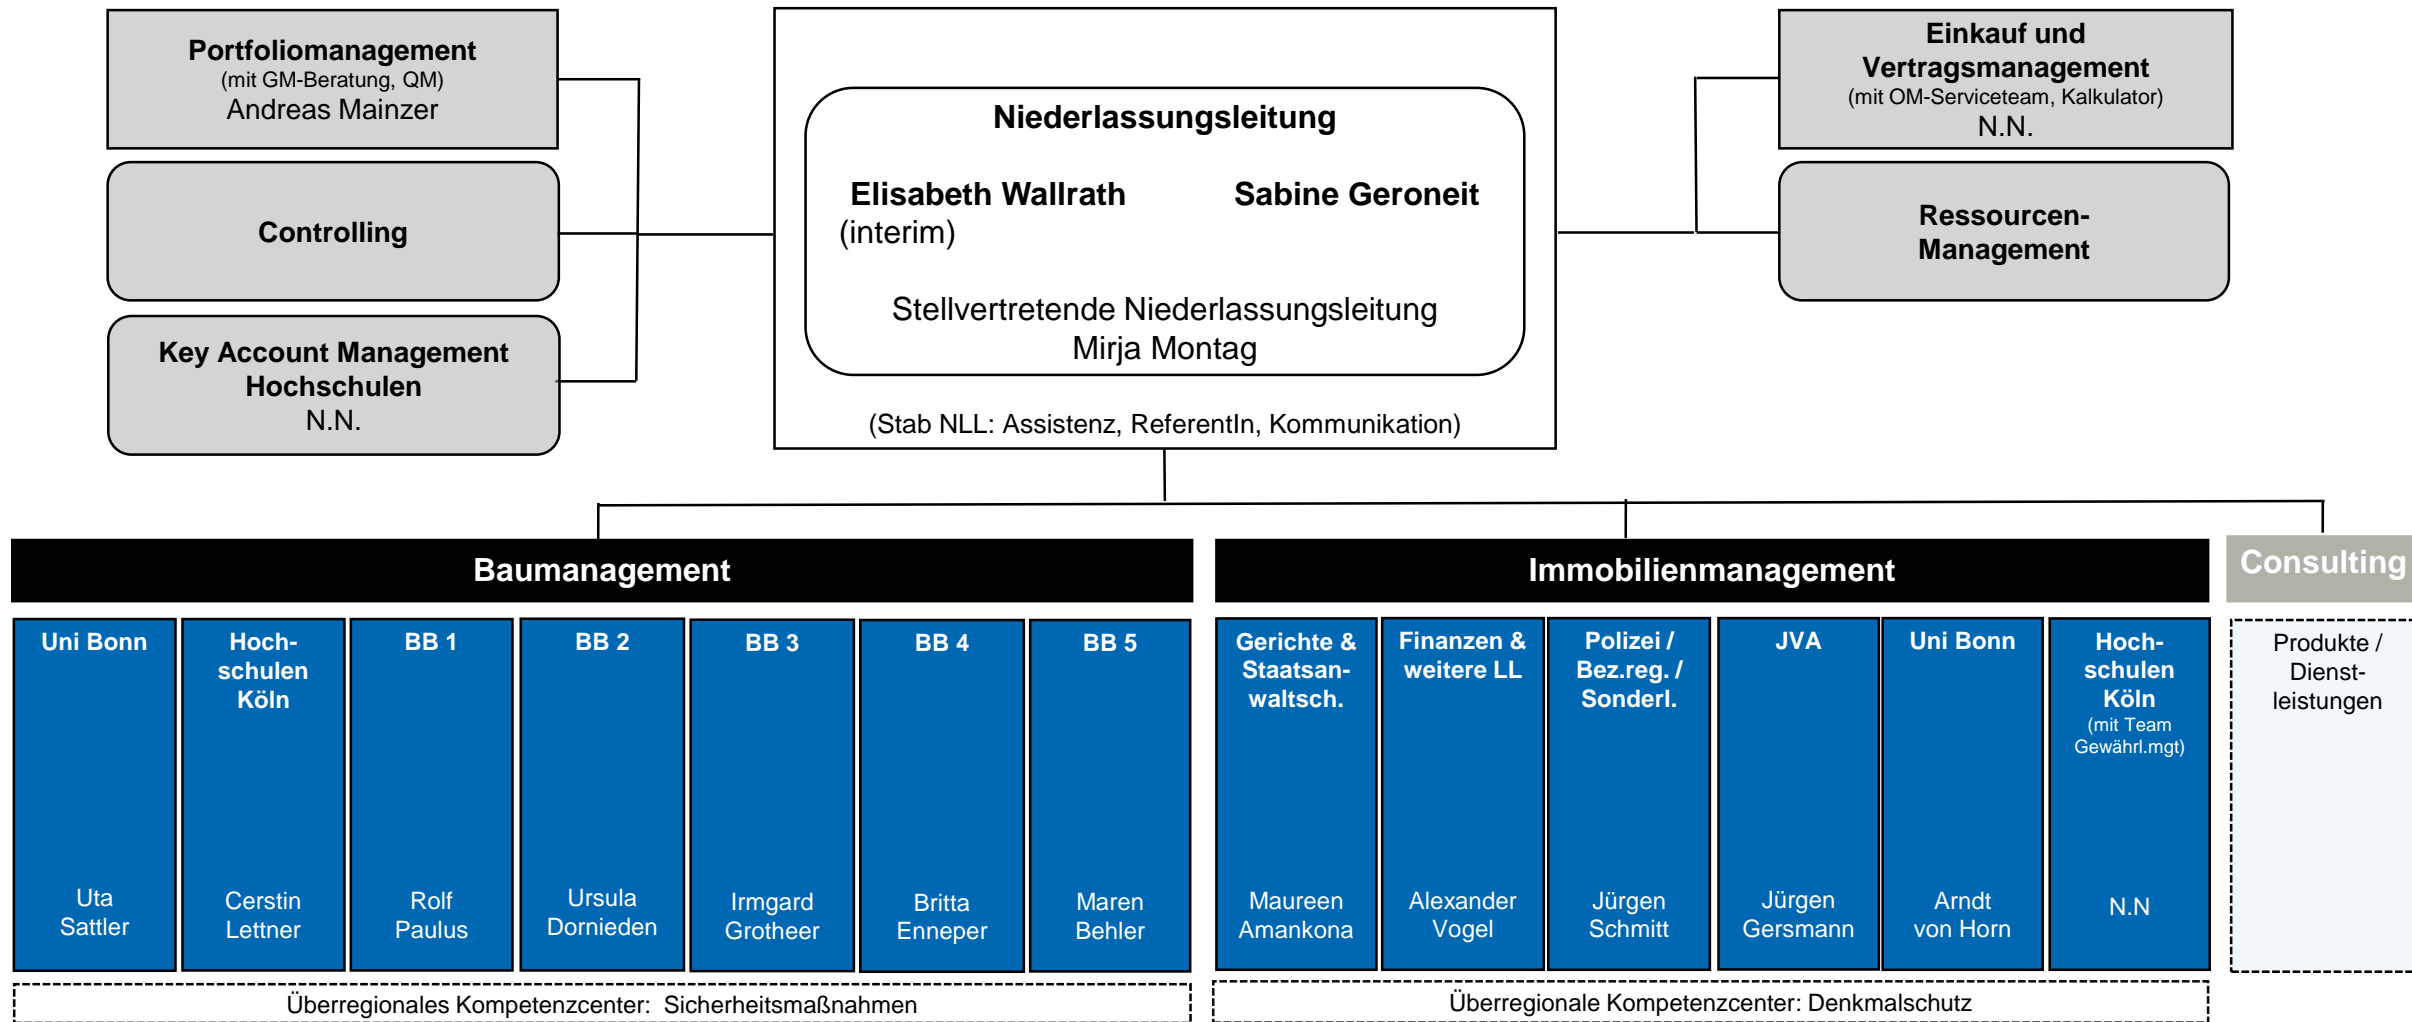 Portfoliomanagement
(mit GM-Beratung, QM)
Andreas Mainzer
Controlling
Key Account Management
Hochschulen
N.N.
Niederlassungsleitung
Elisabeth Wallrath Sabine Geroneit
(interim)
Stellvertretende Niederlassungsleitung
Mirja Montag
(Stab NLL: Assistenz, ReferentIn, Kommunikation)
Einkauf und
Vertragsmanagement
(mit OM-Serviceteam, Kalkulator)
N.N.
Ressourcen-
Management
Baumanagement
Uni Bonn
Uta
Sattler
Hoch-
schulen
Köln
Cerstin
Lettner
BB 1
Rolf
Paulus
BB 2
Ursula
Dornieden
BB 3
Irmgard
Grotheer
BB 4
Britta
Enneper
BB 5
Maren
Behler
Überregionales Kompetenzcenter: Sicherheitsmaßnahmen
Immobilienmanagement
Gerichte &
Staatsan-
waltsch.
Maureen
Amankona
Finanzen &
weitere LL
Alexander
Vogel
Polizei /
Bez.reg. /
Sonderl.
Jürgen
Schmitt
JVA
Jürgen
Gersmann
Uni Bonn
Arndt
von Horn
Hoch-
schulen
Köln
(mit Team
Gewährl.mgt)
N.N
Überregionale Kompetenzcenter: Denkmalschutz
Consulting
Produkte /
Dienst-
leistungen